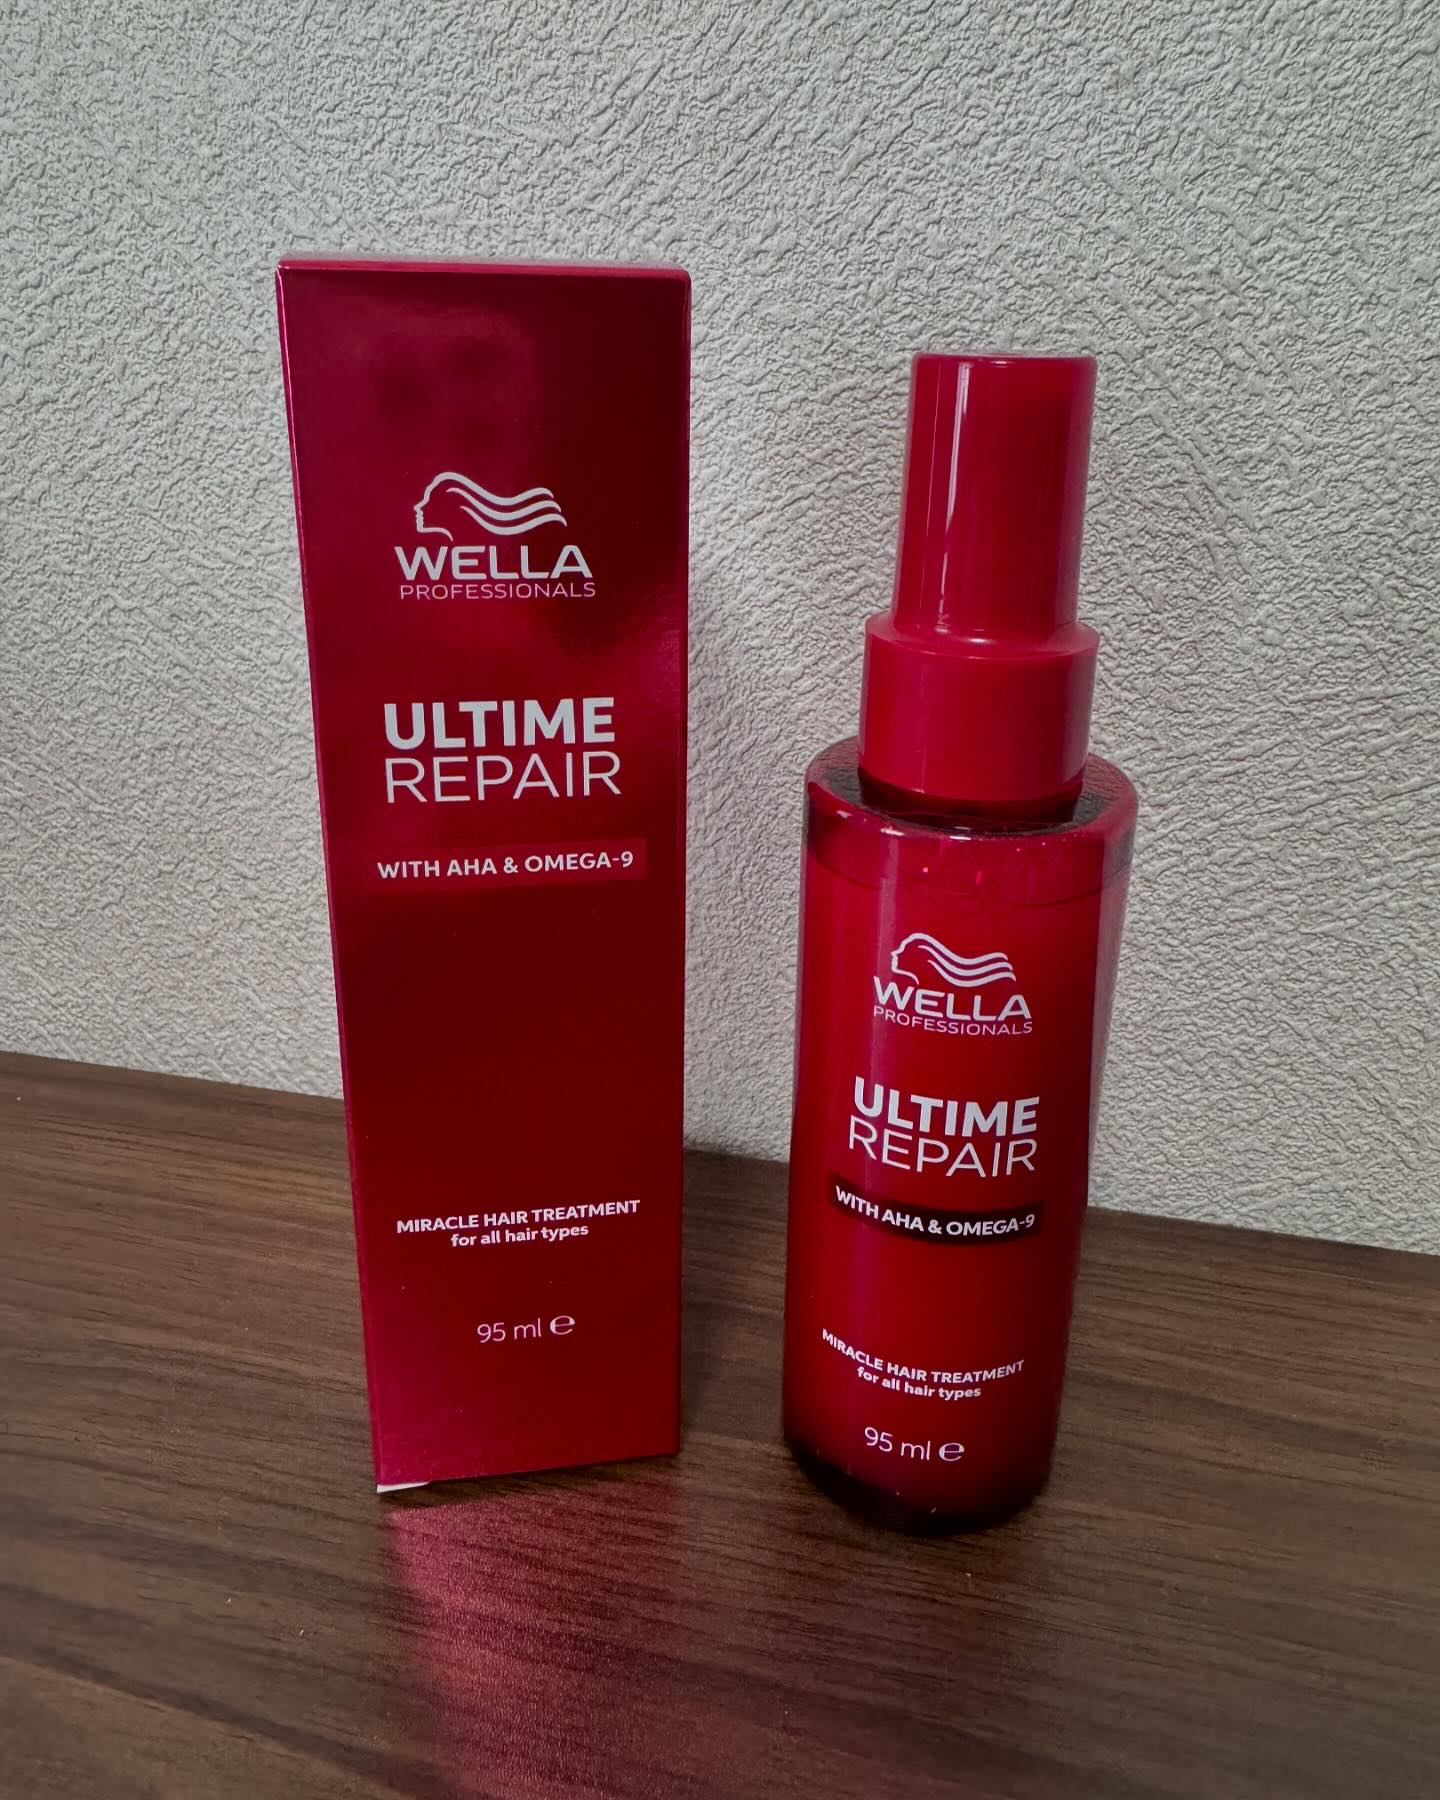 WELLA
PROFESSIONALS
ULTIME
REPAIR
WITH AHA & OMEGA-9
MIRACLE HAIR TREATMENT
for all hair types
95 ml ℮
WELLA
PROFESSIONALS
ULTIME
REPAIR
WITH AHA & OMEGA-9
MIRACLE HAIR TREATMENT
for all hair types
95 ml ℮